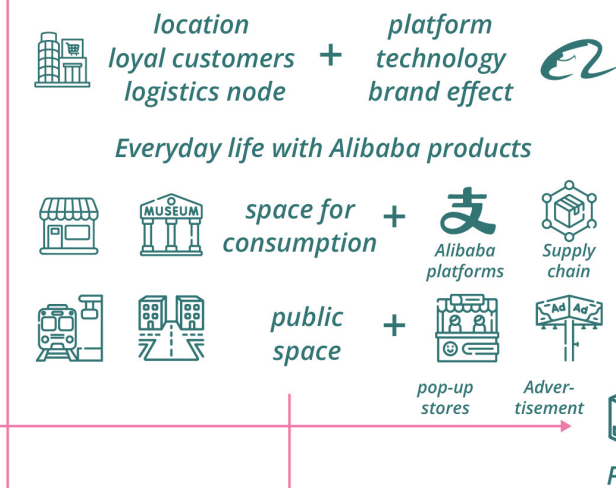 location
loyal customers
logistics node
+
platform
technology
brand effect
Everyday life with Alibaba products
MUSEUM
space for
consumption
+
支
Alibaba
platforms
Supply
chain
public
space
+
Ad Ad
pop-up
stores
Adver-
tisement